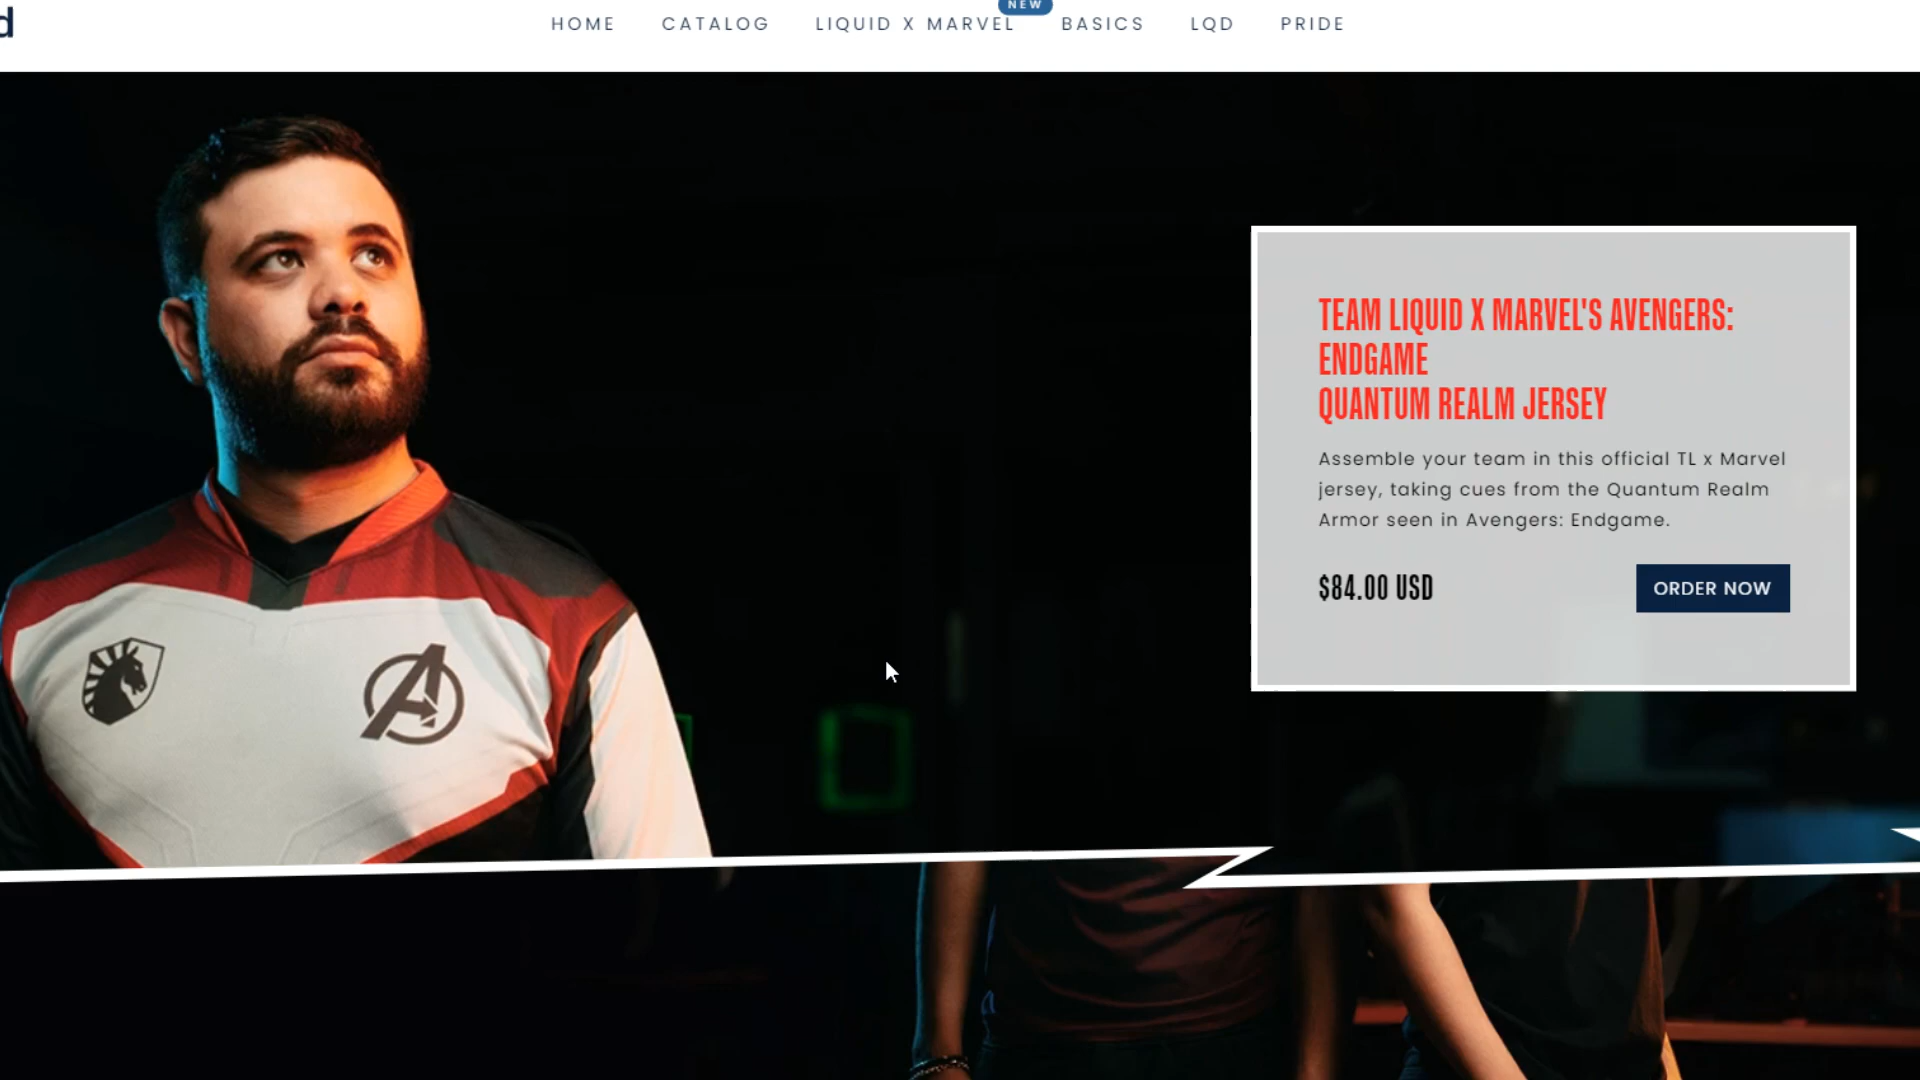 d
NEW
HOME CATALOG LIQUID X MARVEL BASICS LQD PRIDE
TEAM LIQUID X MARVEL'S AVENGERS:
ENDGAME
QUANTUM REALM JERSEY
Assemble your team in this official TL x Marvel
jersey, taking cues from the Quantum Realm
Armor seen in Avengers: Endgame.
$84.00 USD ORDER NOW